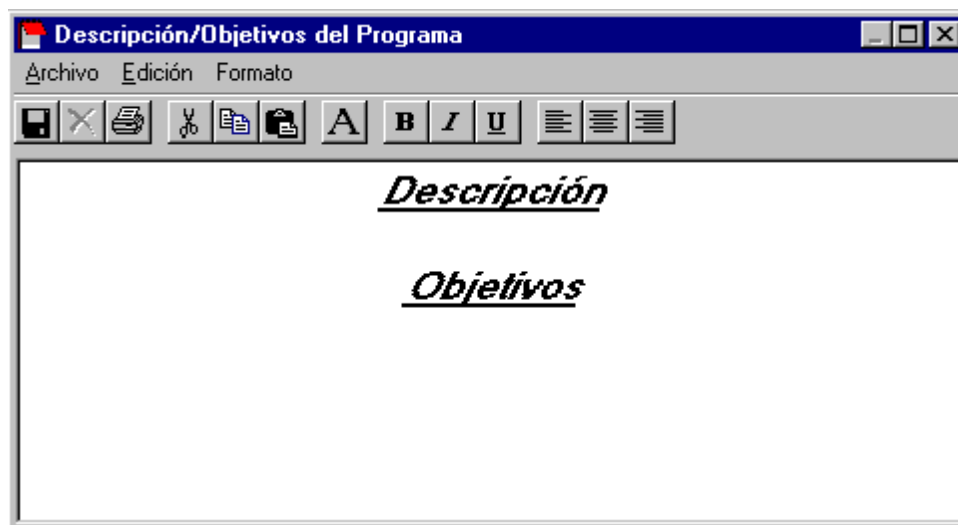 Descripción/Objetivos del Programa
Archivo Edición Formato
A B I U
Descripción
Objetivos